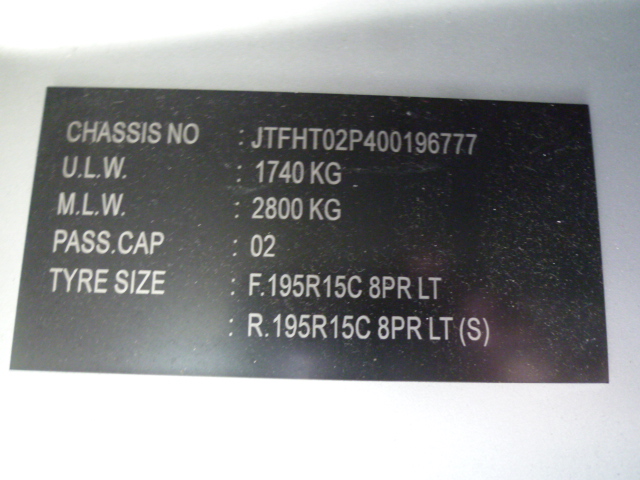 CHASSIS NO : JTFHT02P400196777
U.L.W. : 1740 KG
M.L.W. : 2800 KG
PASS.CAP : 02
TYRE SIZE : F.195R15C 8PR LT
: R.195R15C 8PR LT (S)